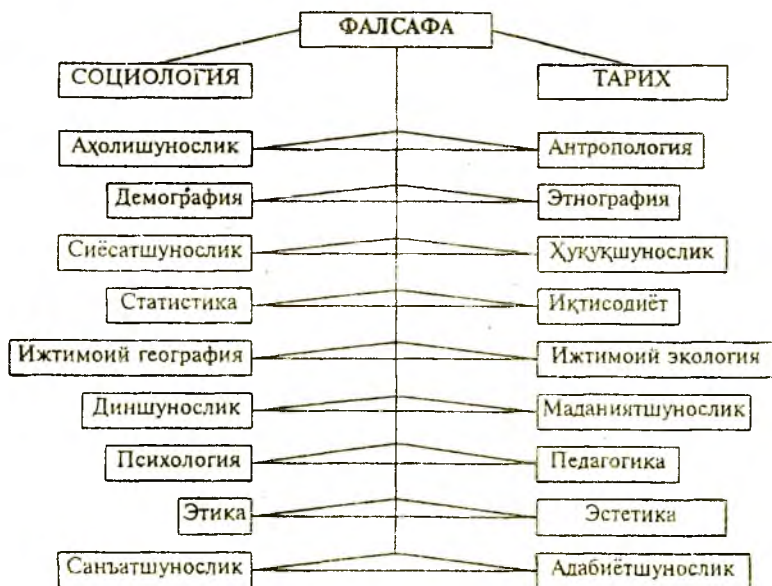 ФАЛСАФА
СОЦИОЛОГИЯ ТАРИХ
Аҳолишунослик Антропология
Демография Этнография
Сиёсатшунослик Ҳуқуқшунослик
Статистика Иқтисодиёт
Ижтимоий география Ижтимоий экология
Диншунослик Маданиятшунослик
Психология Педагогика
Этика Эстетика
Санъатшунослик Адабиётшунослик